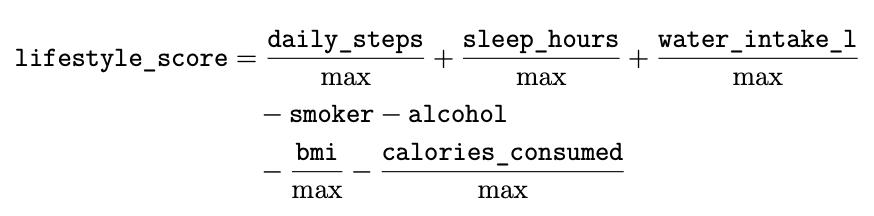 lifestyle_score = daily_steps/max + sleep_hours/max + water_intake_l/max
− smoker − alcohol
− bmi/max − calories_consumed/max